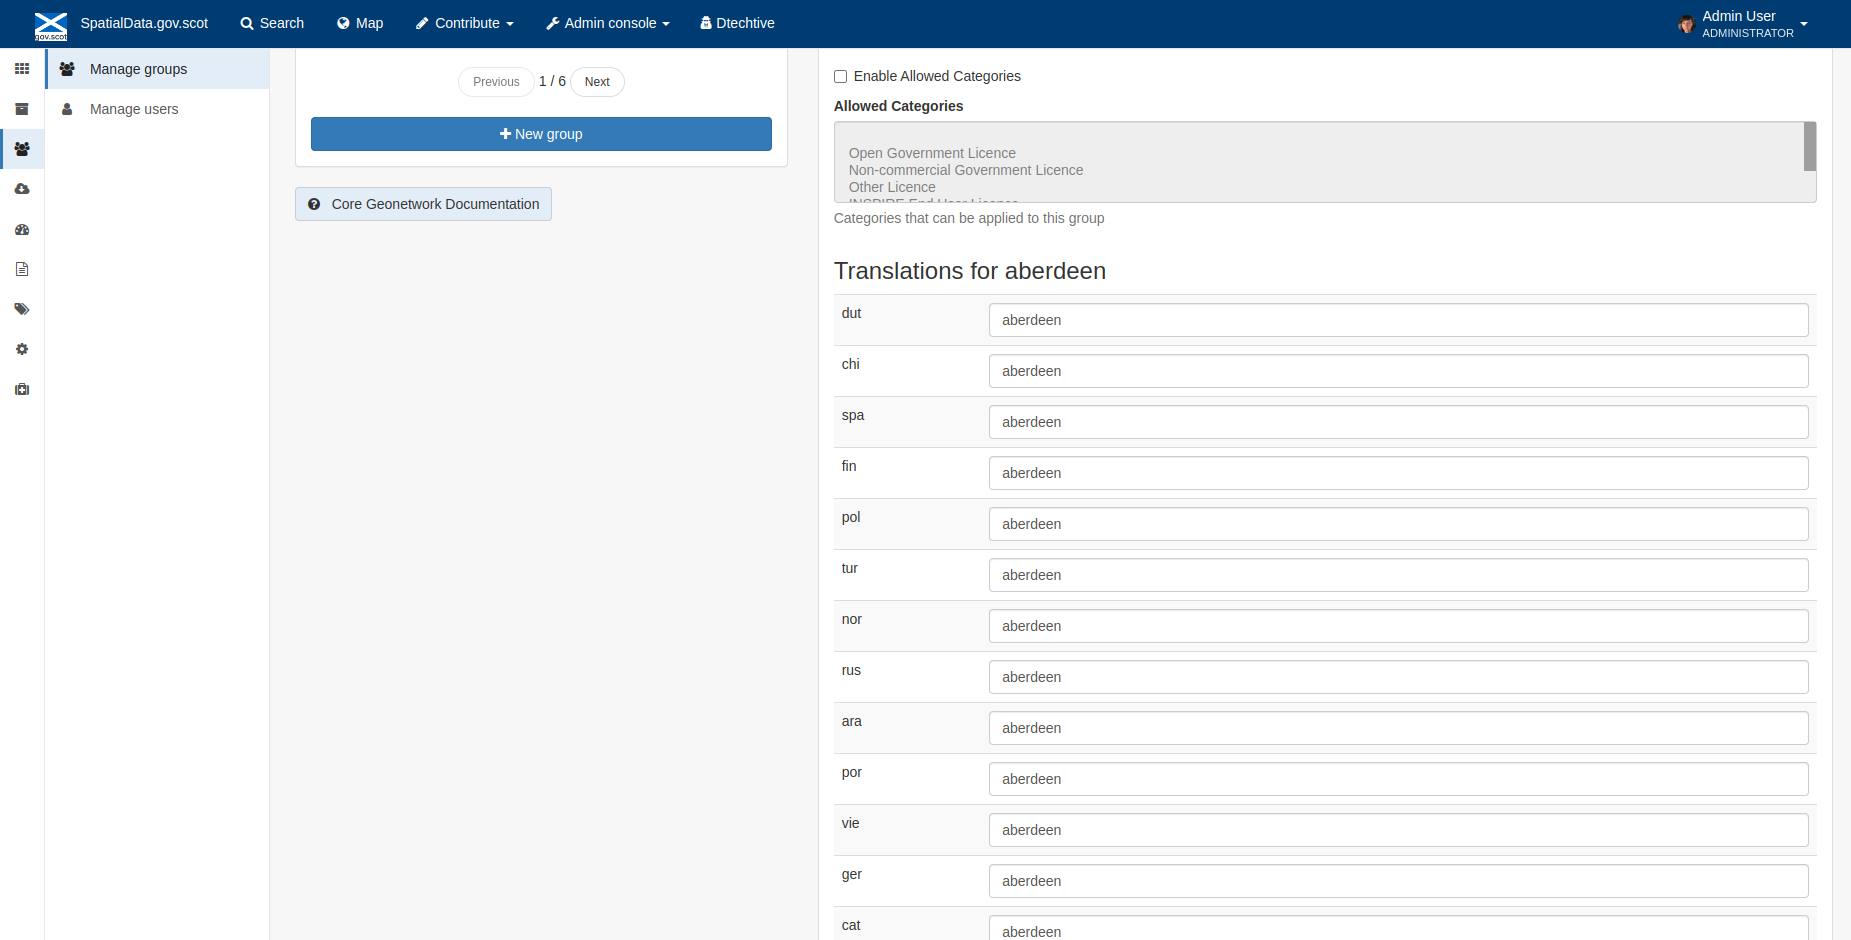 gov.scot SpatialData.gov.scot Search Map Contribute Admin console Dtechtive Admin User
ADMINISTRATOR
Manage groups
Manage users
Previous 1 / 6 Next
New group
Core Geonetwork Documentation
Enable Allowed Categories
Allowed Categories
Open Government Licence
Non-commercial Government Licence
Other Licence
INSPIRE End User Licence
Categories that can be applied to this group
Translations for aberdeen
dut aberdeen
chi aberdeen
spa aberdeen
fin aberdeen
pol aberdeen
tur aberdeen
nor aberdeen
rus aberdeen
ara aberdeen
por aberdeen
vie aberdeen
ger aberdeen
cat aberdeen